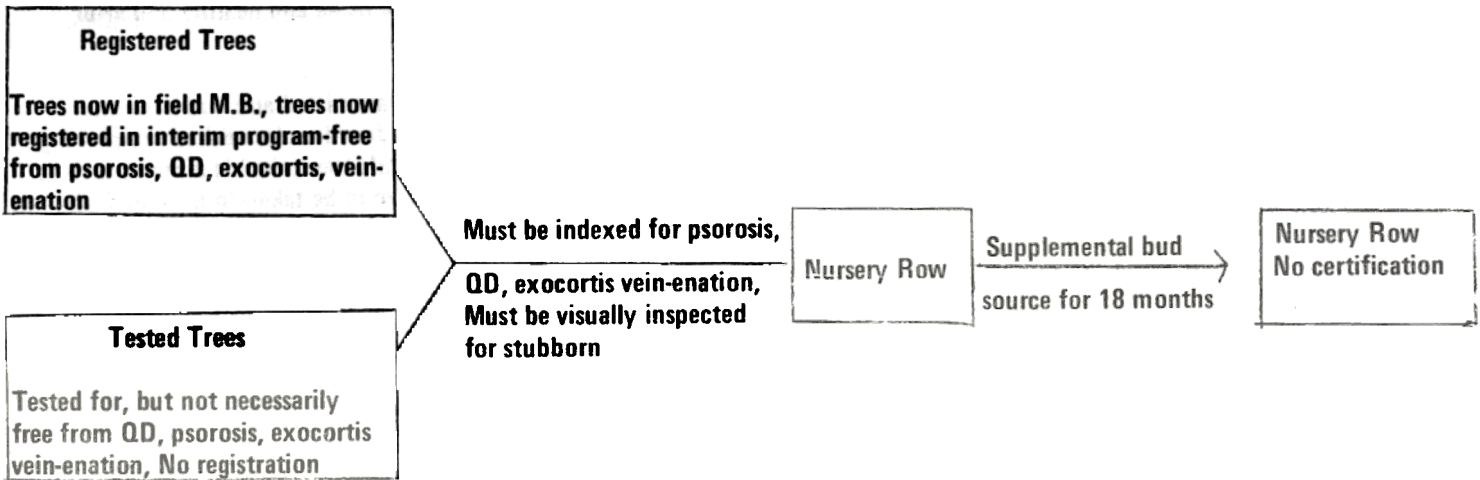 Registered Trees
Trees now in field M.B., trees now
registered in interim program-free
from psorosis, QD, exocortis, vein-
enation
Tested Trees
Tested for, but not necessarily
free from QD, psorosis, exocortis
vein-enation, No registration
Must be indexed for psorosis,
QD, exocortis vein-enation,
Must be visually inspected
for stubborn
Nursery Row
Supplemental bud
source for 18 months
Nursery Row
No certification